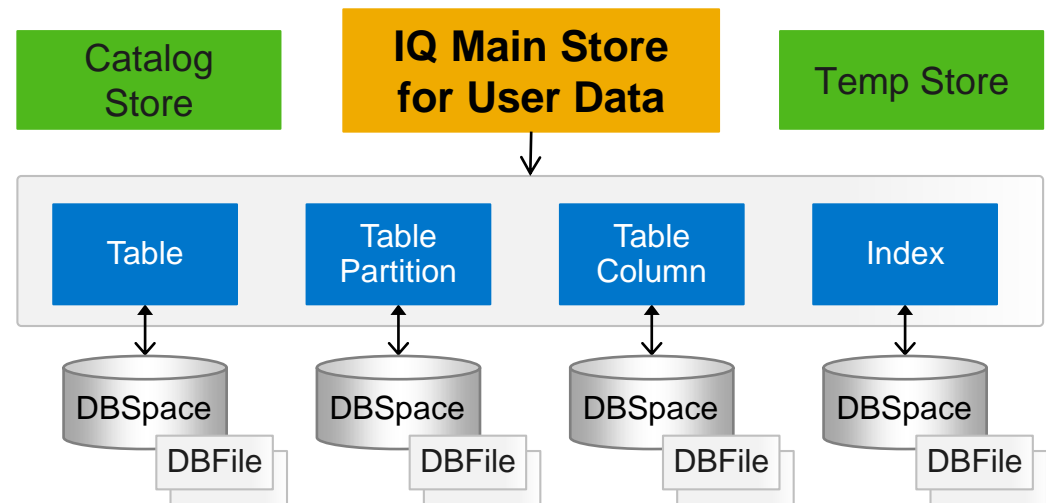 Catalog
Store
IQ Main Store
for User Data
Temp Store
Table
Table
Partition
Table
Column
Index
DBSpace
DBSpace
DBSpace
DBSpace
DBFile
DBFile
DBFile
DBFile